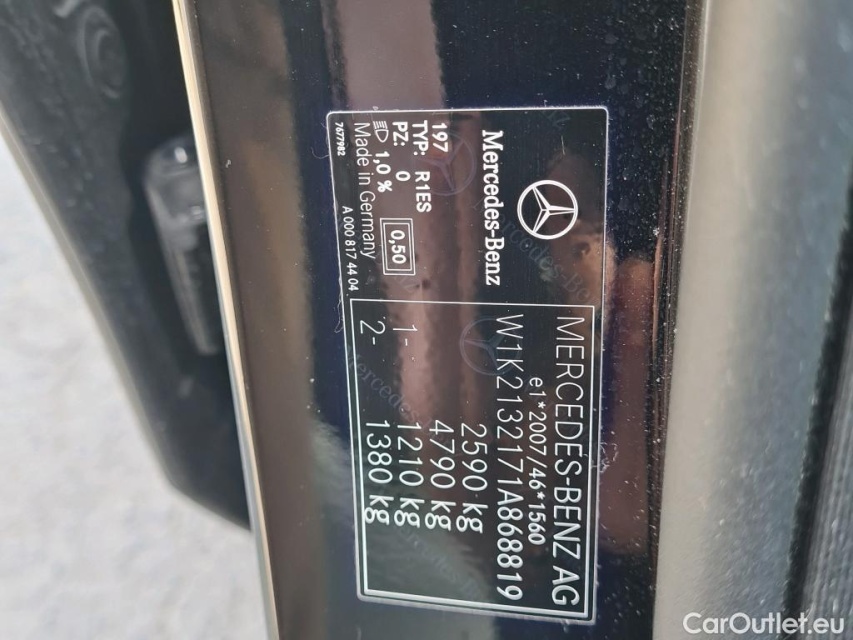 Mercedes-Benz
197
TYP: R1ES
PZ: 0
1,0% 0,50
Made in Germany
7677982 A 000 817 44 04
MERCEDES-BENZ AG
e1*2007/46*1560
W1K2132171A868819
2590 kg
4790 kg
1- 1210 kg
2- 1380 kg
CarOutlet.eu